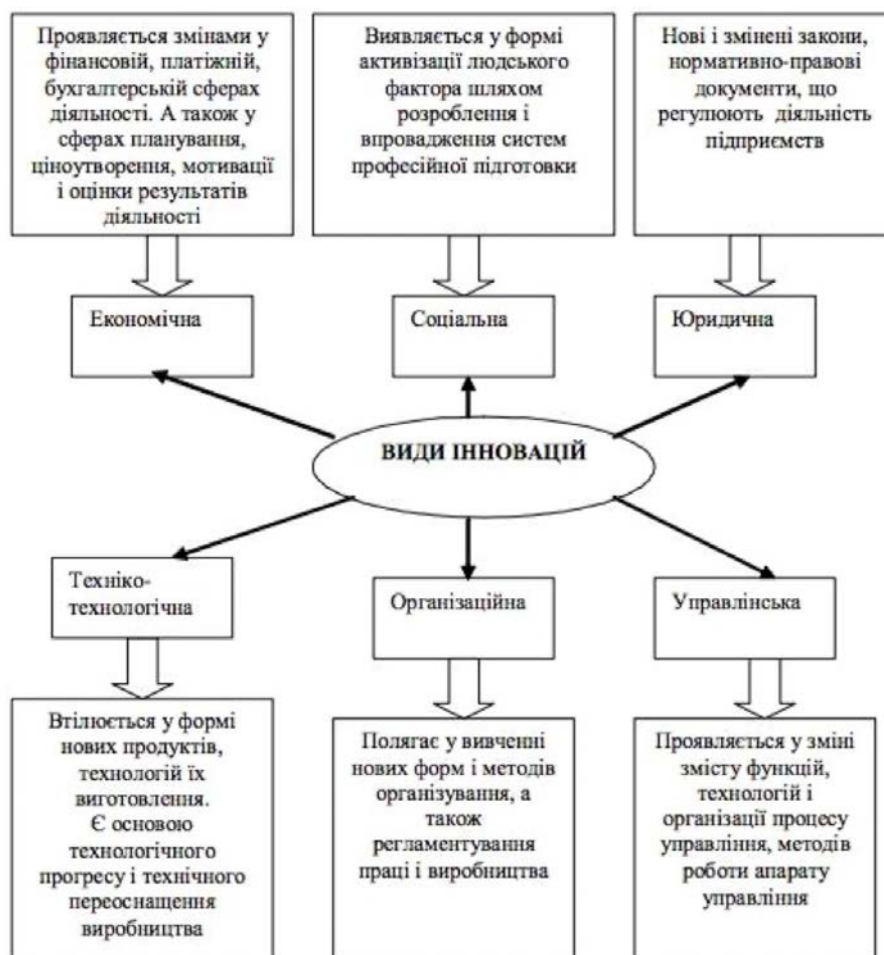 Проявляється змінами у
фінансовій, платіжній,
бухгалтерській сферах
діяльності. А також у
сферах планування,
ціноутворення, мотивації
і оцінки результатів
діяльності
Виявляється у формі
активізації людського
фактора шляхом
розроблення і
впровадження систем
професійної підготовки
Нові і змінені закони,
нормативно-правові
документи, що
регулюють діяльність
підприємств
Економічна
Соціальна
Юридична
ВИДИ ІННОВАЦІЙ
Техніко-
технологічна
Організаційна
Управлінська
Втілюється у формі
нових продуктів,
технологій їх
виготовлення.
Є основою
технологічного
прогресу і технічного
переоснащення
виробництва
Полягає у вивченні
нових форм і методів
організування, а
також
регламентування
праці і виробництва
Проявляється у зміні
змісту функцій,
технологій і
організації процесу
управління, методів
роботи апарату
управління